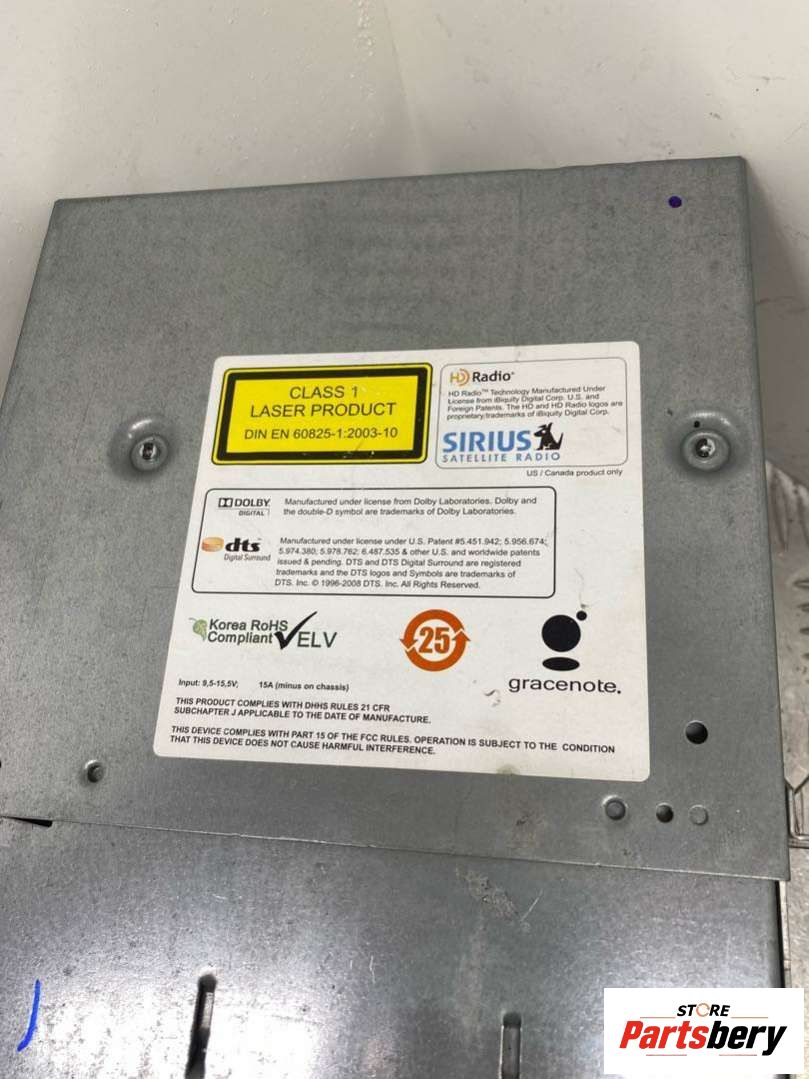 CLASS 1
LASER PRODUCT
DIN EN 60825-1:2003-10
HD Radio™
HD Radio™ Technology Manufactured Under
License from iBiquity Digital Corp. U.S. and
Foreign Patents. The HD and HD Radio logos are
proprietary trademarks of iBiquity Digital Corp.
SIRIUS
SATELLITE RADIO
US / Canada product only
DOLBY
DIGITAL
Manufactured under license from Dolby Laboratories. Dolby and
the double-D symbol are trademarks of Dolby Laboratories.
dts
Digital Surround
Manufactured under license under U.S. Patent #5.451.942; 5.956.674;
5.974.380; 5.978.762; 6.487.535 & other U.S. and worldwide patents
issued & pending. DTS and DTS Digital Surround are registered
trademarks and the DTS logos and Symbols are trademarks of
DTS. Inc. © 1996-2008 DTS. Inc. All Rights Reserved.
Korea RoHS
Compliant ELV
25
gracenote.
Input: 9,5-15,5V; 15A (minus on chassis)
THIS PRODUCT COMPLIES WITH DHHS RULES 21 CFR
SUBCHAPTER J APPLICABLE TO THE DATE OF MANUFACTURE.
THIS DEVICE COMPLIES WITH PART 15 OF THE FCC RULES. OPERATION IS SUBJECT TO THE CONDITION
THAT THIS DEVICE DOES NOT CAUSE HARMFUL INTERFERENCE.
STORE
Partsbery